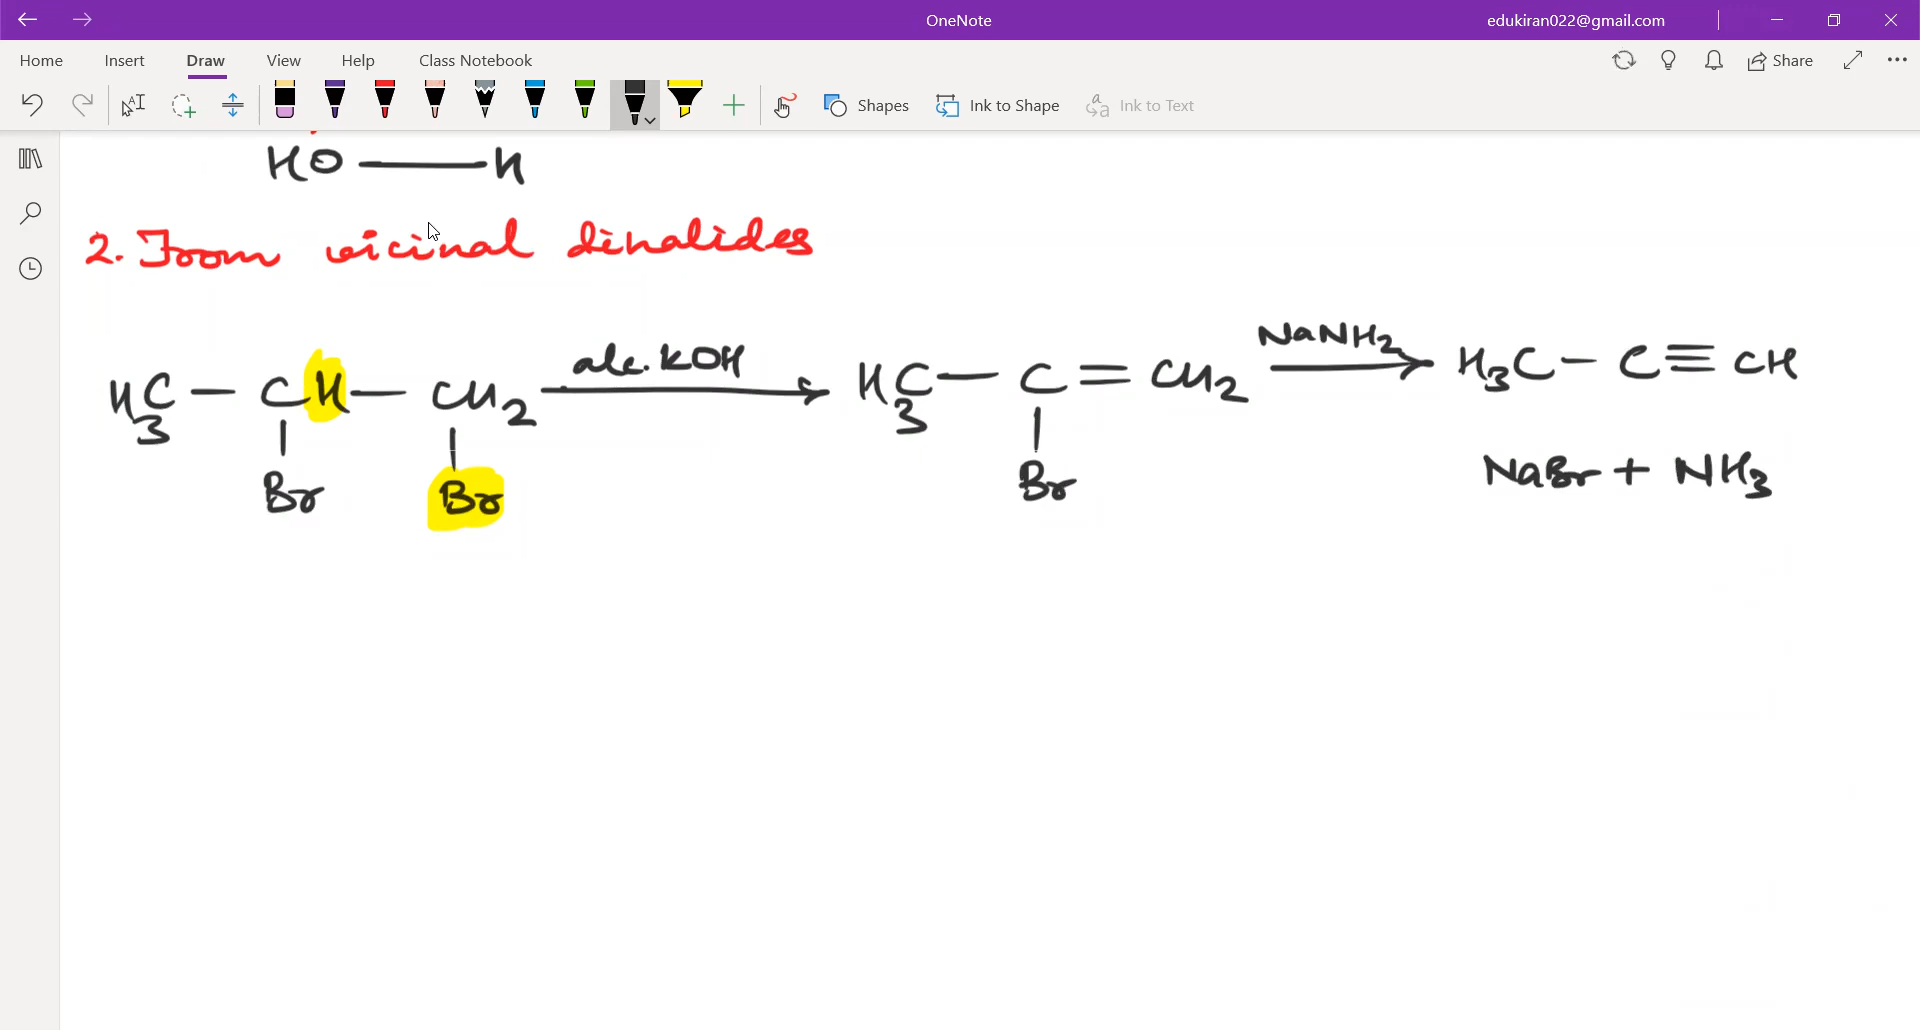 OneNote
edukiran022@gmail.com
Home Insert Draw View Help Class Notebook
Share
Shapes Ink to Shape Ink to Text
HO — H
2. From vicinal dihalides
H3C — CH — CH2 alc. KOH → H3C — C = CH2 NaNH2 → H3C — C ≡ CH
Br Br Br
NaBr + NH3